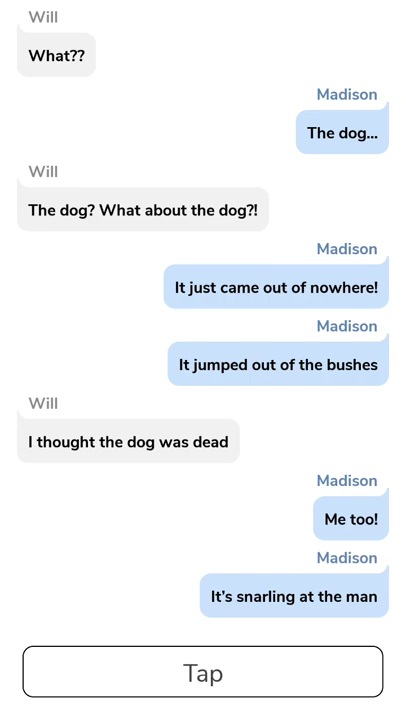 Will
What??
Madison
The dog...
Will
The dog? What about the dog?!
Madison
It just came out of nowhere!
Madison
It jumped out of the bushes
Will
I thought the dog was dead
Madison
Me too!
Madison
It’s snarling at the man
Tap